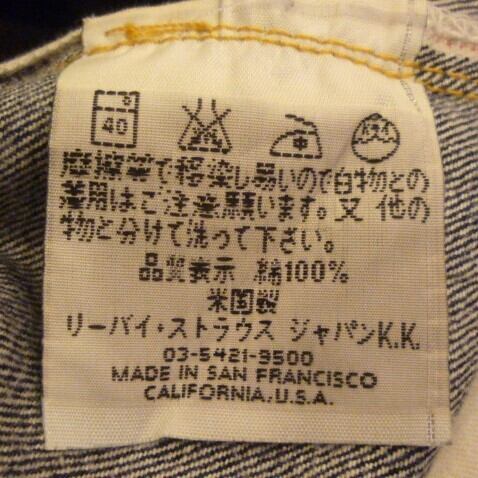 40 ドライ
摩擦等で移染し易いので白物との
着用はご注意願います。又 他の
物と分けて洗って下さい。
品質表示 綿100%
米国製
リーバイ・ストラウス ジャパンK.K.
03-5421-9500
MADE IN SAN FRANCISCO
CALIFORNIA, U.S.A.